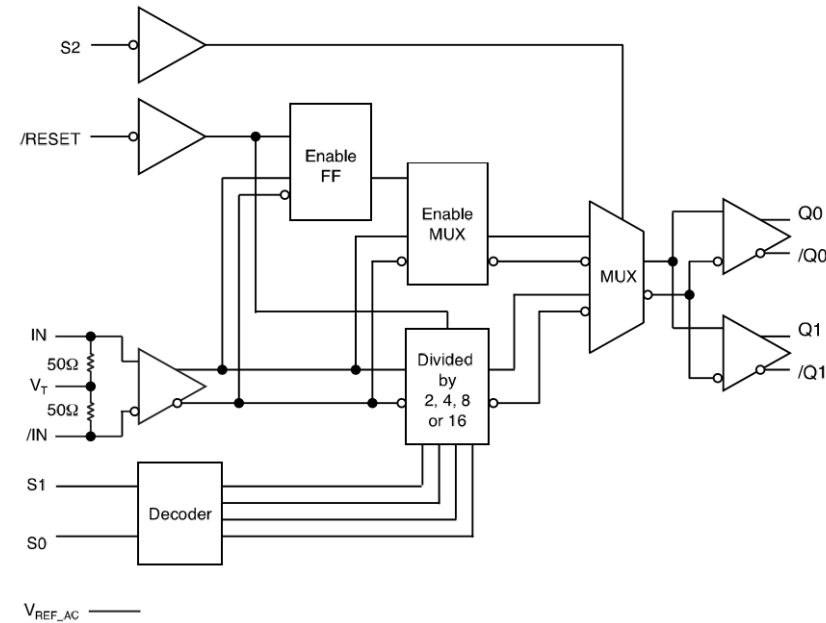 S2
/RESET
Enable
FF
Enable
MUX
MUX
Q0
/Q0
Q1
/Q1
IN
50Ω
VT
50Ω
/IN
Divided
by
2, 4, 8
or 16
S1
Decoder
S0
VREF_AC